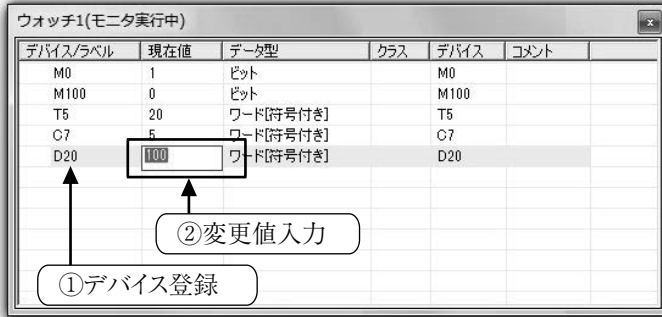 ウォッチ1(モニタ実行中)
デバイス/ラベル 現在値 データ型 クラス デバイス コメント
M0 1 ビット M0
M100 0 ビット M100
T5 20 ワード[符号付き] T5
C7 5 ワード[符号付き] C7
D20 100 ワード[符号付き] D20
②変更値入力
①デバイス登録